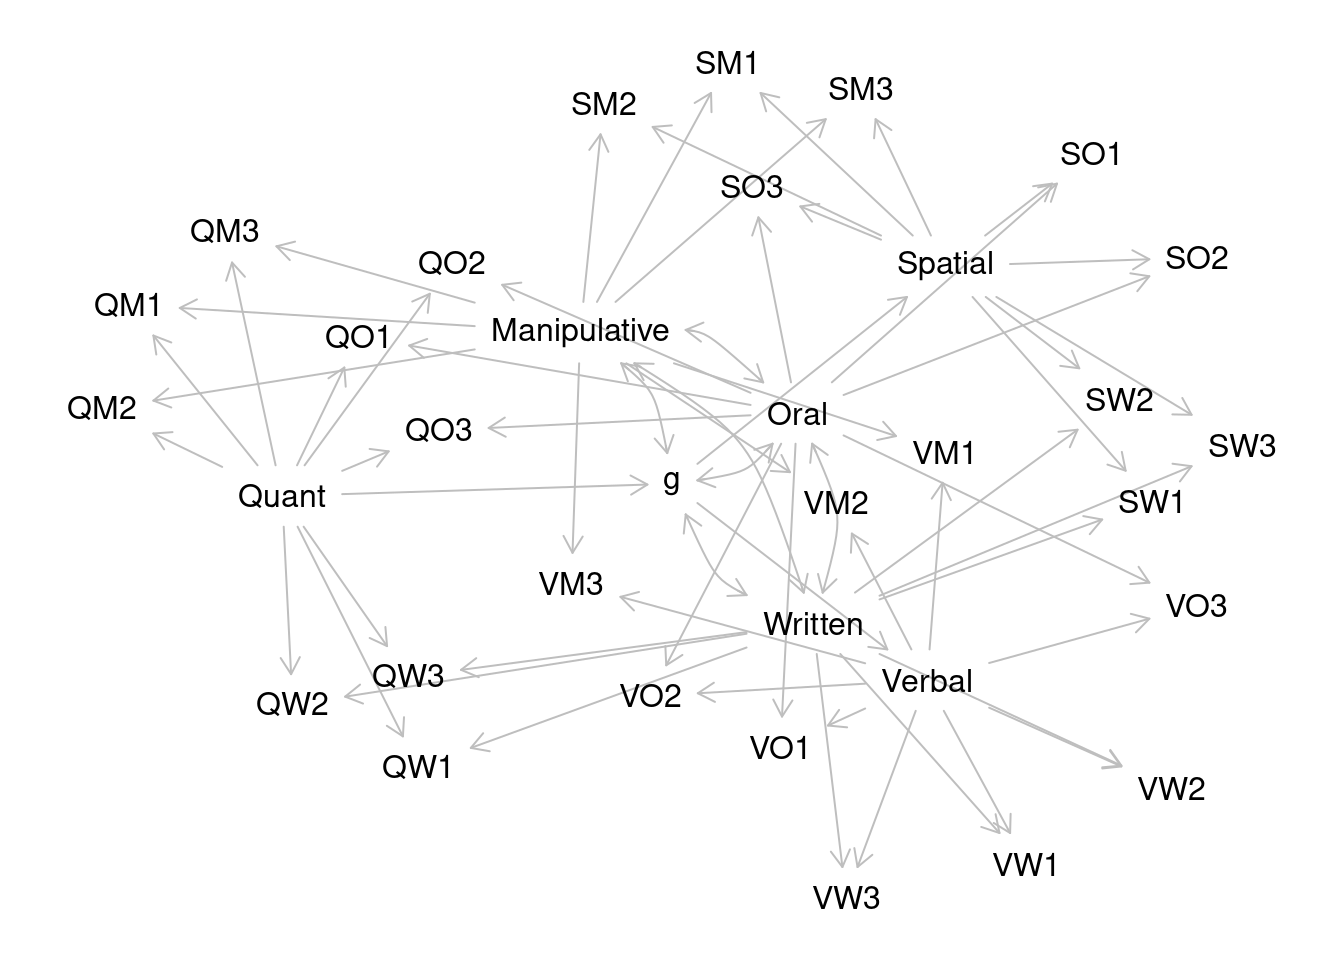 SM1
SM3
SM2
SO1
SO3
QM3
QO2
Spatial
SO2
QM1
QO1
Manipulative
QM2
SW2
Oral
QO3
SW3
VM1
g
Quant
VM2
SW1
VM3
VO3
Written
QW3
Verbal
VO2
QW2
VO1
QW1
VW2
VW1
VW3